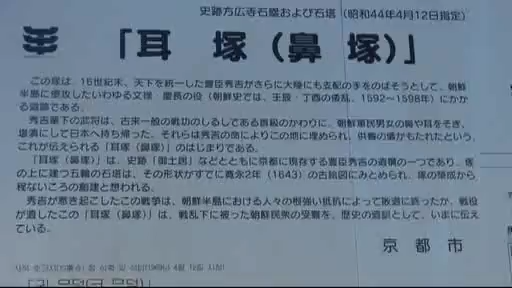 史跡方広寺石塁および石塔（昭和44年4月12日指定）
「耳塚（鼻塚）」
この塚は、16世紀末、天下を統一した豊臣秀吉がさらに大陸にも支配の手をのばそうとして、朝鮮
半島に侵攻したいわゆる文禄・慶長の役（朝鮮史では、壬辰・丁酉の倭乱、1592〜1598年）にかか
る遺跡である。
秀吉輩下の武将は、古来一般の戦功のしるしである首級のかわりに、朝鮮軍民男女の鼻や耳をそぎ、
塩漬にして日本へ持ち帰った。それらは秀吉の命によりこの地に埋められ、供養の儀がもたれたという。
これが伝えられる「耳塚（鼻塚）」のはじまりである。
「耳塚（鼻塚）」は、史跡「御土居」などとともに京都に現存する豊臣秀吉の遺構の一つであり、塚
の上に建つ五輪の石塔は、その形状がすでに寛永2年（1643）の古絵図にみとめられ、塚の築成から
程ないころの創建と想われる。
秀吉が惹き起こしたこの戦争は、朝鮮半島における人々の根強い抵抗によって敗退に終ったが、戦役
が遺したこの「耳塚（鼻塚）」は、戦乱下に被った朝鮮民衆の受難を、歴史の遺訓として、いまに伝
えている。
京都市